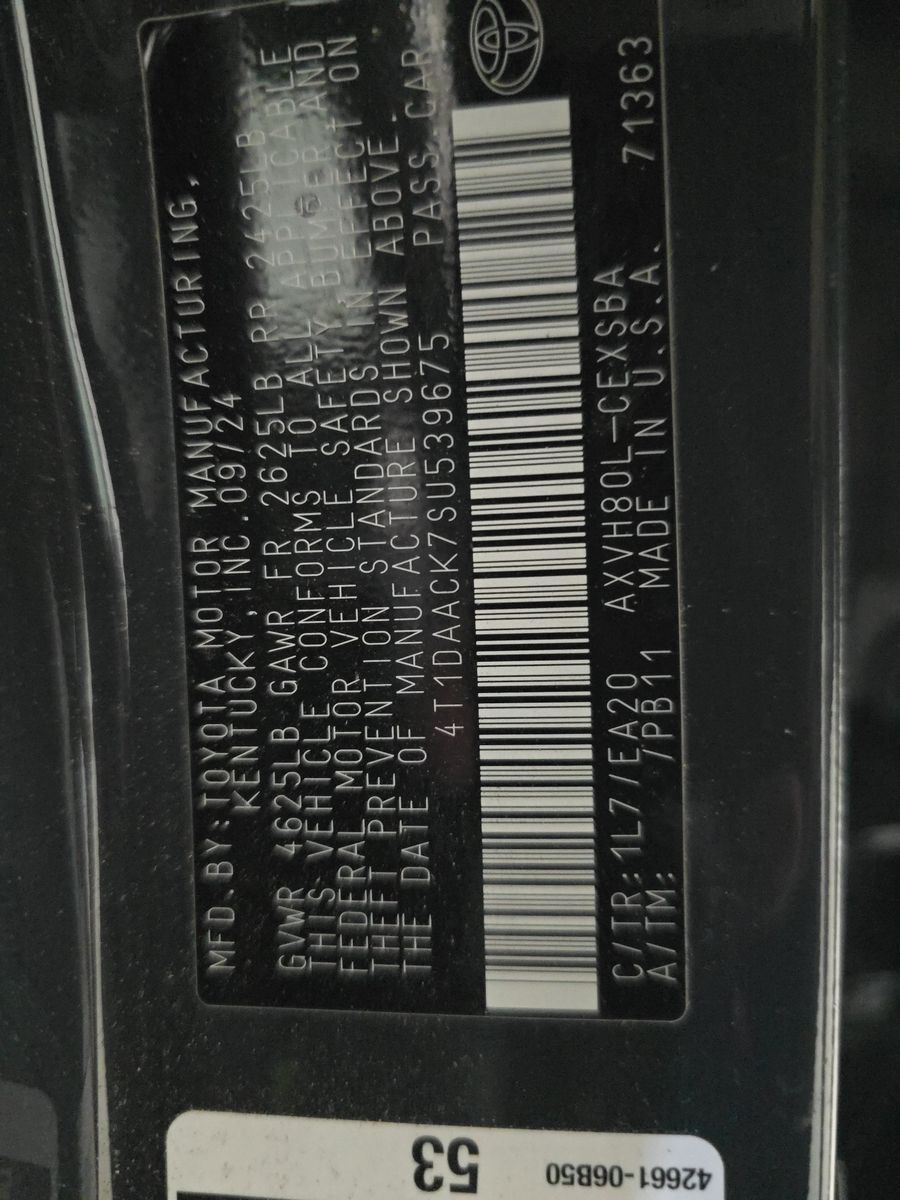 MFD.BY:TOYOTA MOTOR MANUFACTURING,
KENTUCKY,INC.09/24
GVWR 4625LB GAWR FR 2625LB RR 2425LB
THIS VEHICLE CONFORMS TO ALL APPLICABLE
FEDERAL MOTOR VEHICLE SAFETY,BUMPER,AND
THEFT PREVENTION STANDARDS IN EFFECT ON
THE DATE OF MANUFACTURE SHOWN ABOVE.
4T1DAACK7SU539675 PASS.CAR
C/TR:1L7/EA20 AXVH80L-CEXSBA 71363
A/TM: /PB11 MADE IN U.S.A.
53
42661-06B50